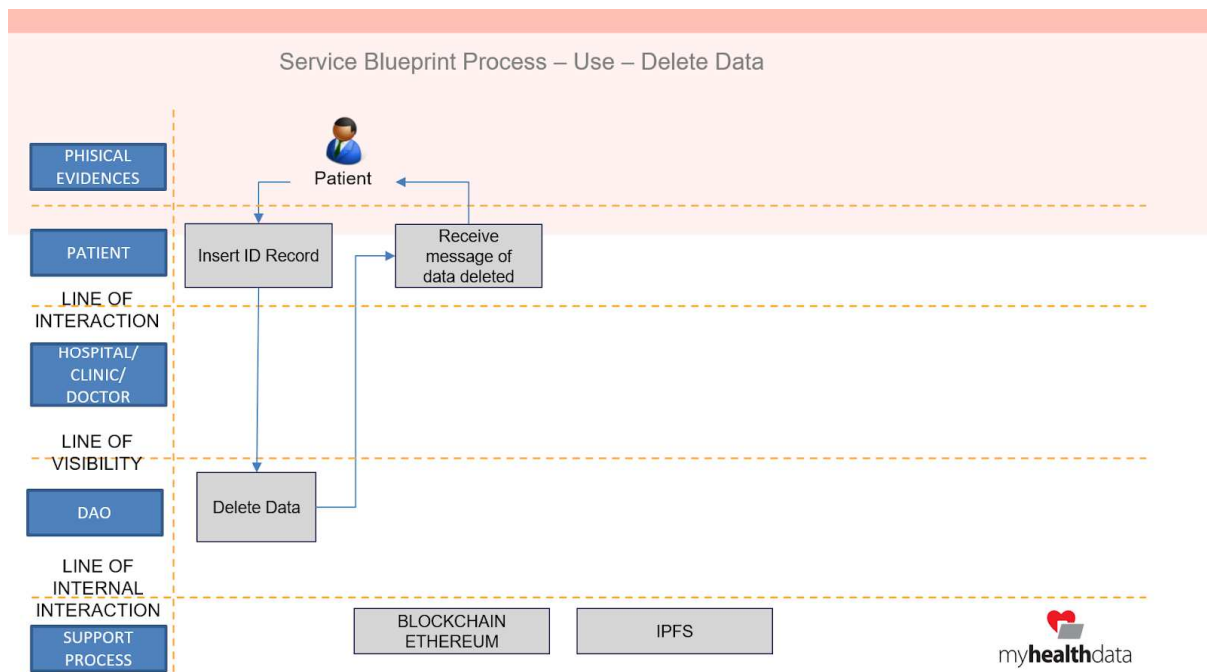 Service Blueprint Process – Use – Delete Data
PHISICAL
EVIDENCES
Patient
PATIENT
Insert ID Record
Receive
message of
data deleted
LINE OF
INTERACTION
HOSPITAL/
CLINIC/
DOCTOR
LINE OF
VISIBILITY
DAO
Delete Data
LINE OF
INTERNAL
INTERACTION
SUPPORT
PROCESS
BLOCKCHAIN
ETHEREUM
IPFS
myhealthdata